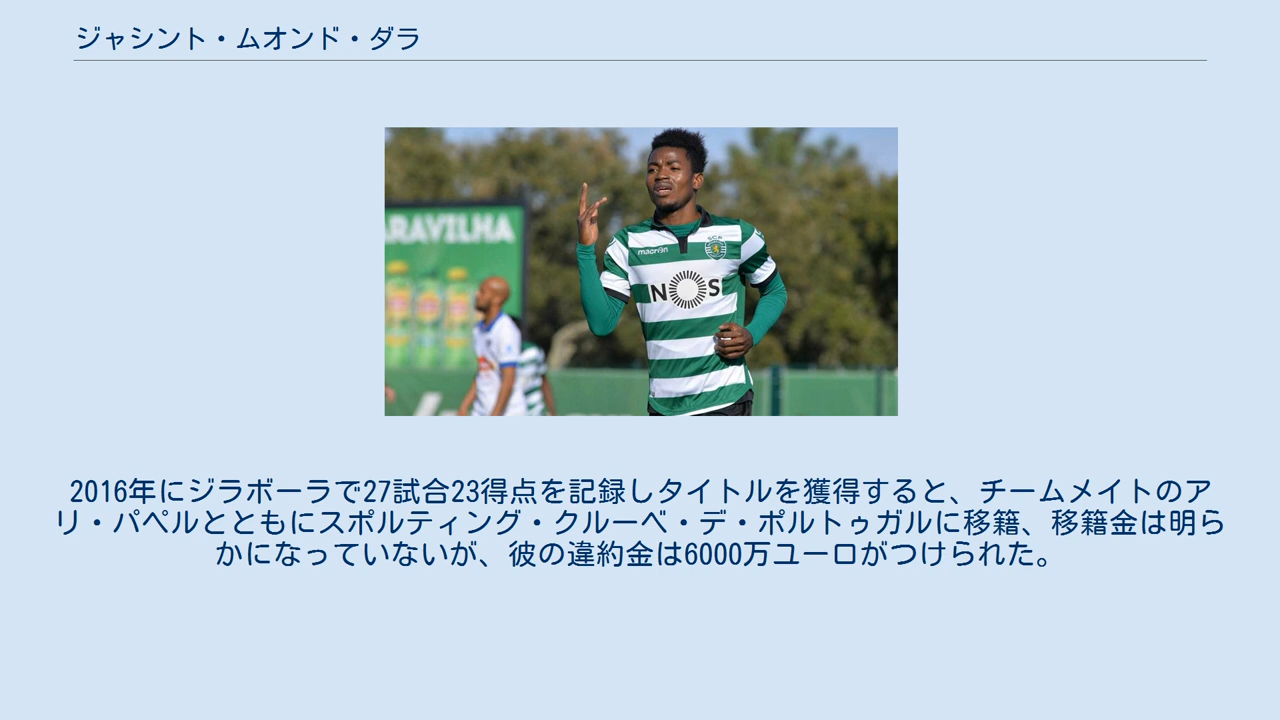 ジャシント・ムオンド・ダラ
ARAVILHA
macron
SCP
NOS
2016年にジラボーラで27試合23得点を記録しタイトルを獲得すると、チームメイトのア
リ・パペルとともにスポルティング・クルーベ・デ・ポルトゥガルに移籍、移籍金は明ら
かになっていないが、彼の違約金は6000万ユーロがつけられた。